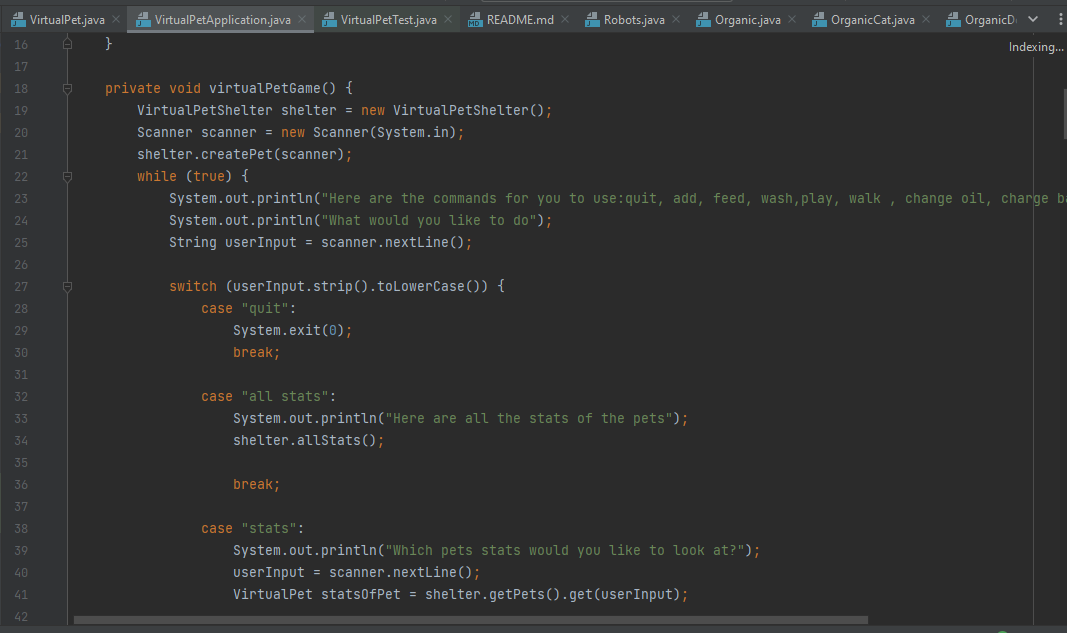 VirtualPet.java VirtualPetApplication.java VirtualPetTest.java README.md Robots.java Organic.java OrganicCat.java
Indexing...
16 }
17
18 private void virtualPetGame() {
19 VirtualPetShelter shelter = new VirtualPetShelter();
20 Scanner scanner = new Scanner(System.in);
21 shelter.createPet(scanner);
22 while (true) {
23 System.out.println("Here are the commands for you to use:quit, add, feed, wash,play, walk , change oil, charge
24 System.out.println("What would you like to do");
25 String userInput = scanner.nextLine();
26
27 switch (userInput.strip().toLowerCase()) {
28 case "quit":
29 System.exit(0);
30 break;
31
32 case "all stats":
33 System.out.println("Here are all the stats of the pets");
34 shelter.allStats();
35
36 break;
37
38 case "stats":
39 System.out.println("Which pets stats would you like to look at?");
40 userInput = scanner.nextLine();
41 VirtualPet statsOfPet = shelter.getPets().get(userInput);
42